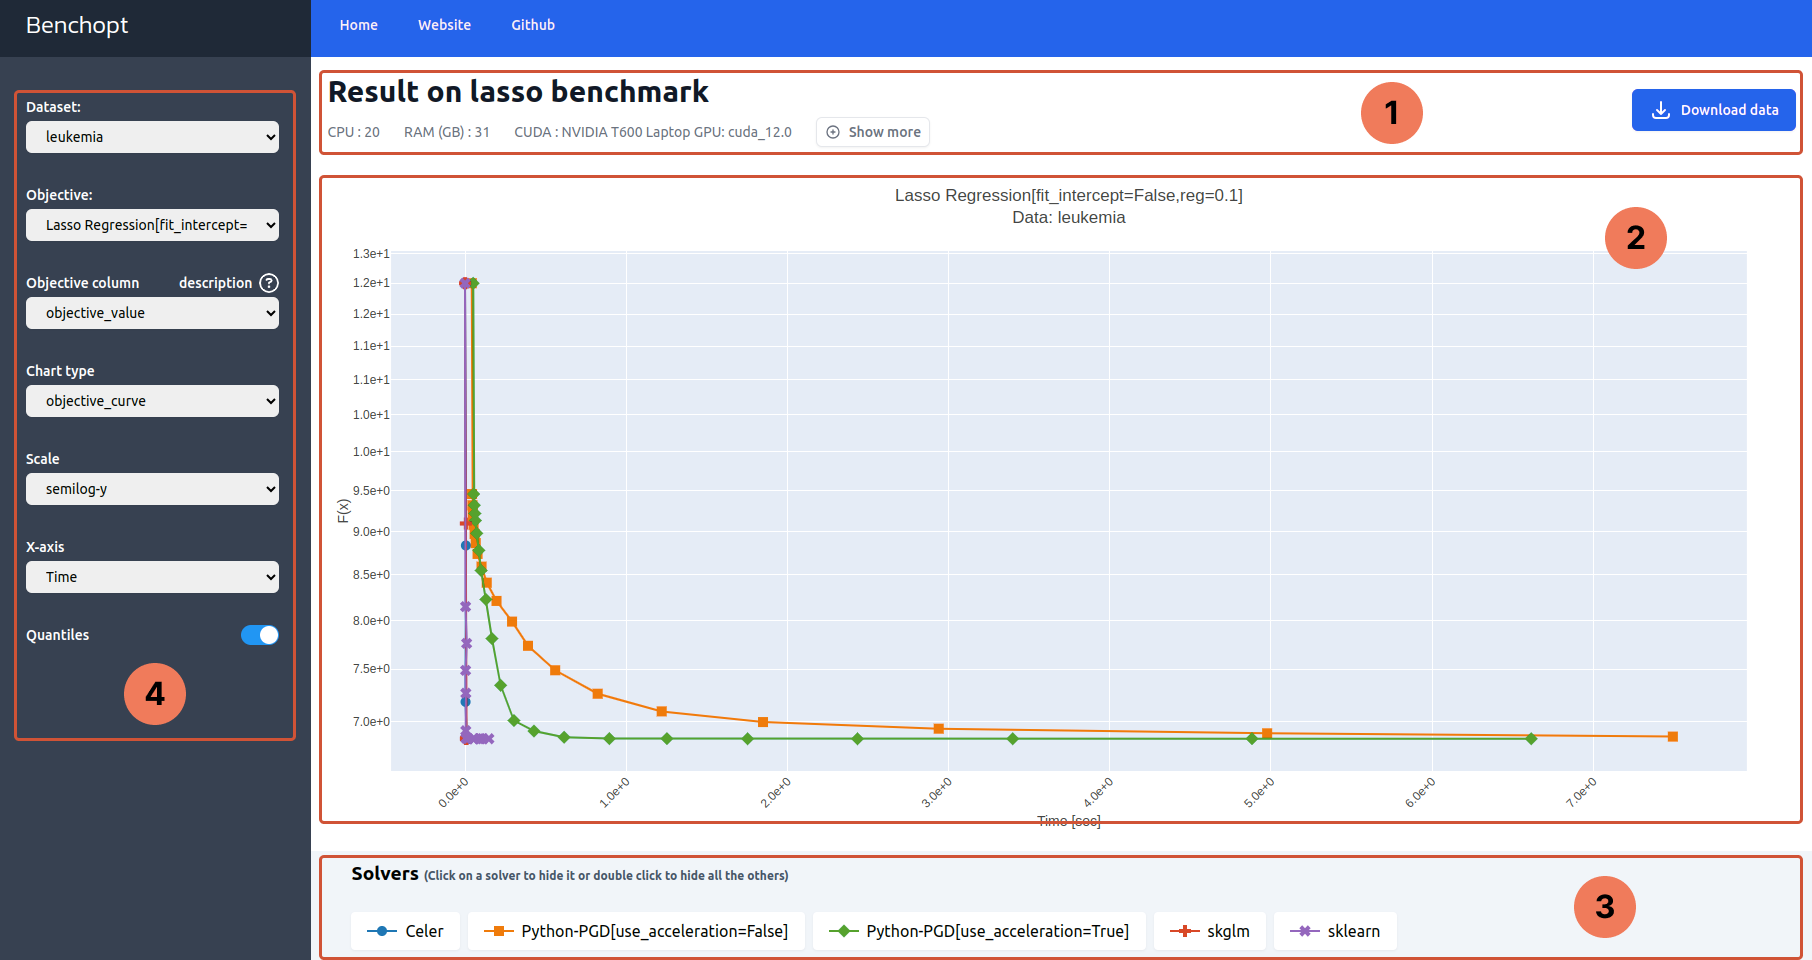 Benchopt
Home Website Github
Dataset:
leukemia
Objective:
Lasso Regression[fit_intercept=
Objective column description ?
objective_value
Chart type
objective_curve
Scale
semilog-y
X-axis
Time
Quantiles
4
Result on lasso benchmark
CPU : 20 RAM (GB) : 31 CUDA : NVIDIA T600 Laptop GPU: cuda_12.0 Show more
1
Download data
Lasso Regression[fit_intercept=False,reg=0.1]
Data: leukemia
2
1.3e+1
1.2e+1
1.2e+1
1.1e+1
1.1e+1
1.0e+1
1.0e+1
9.5e+0
9.0e+0
8.5e+0
8.0e+0
7.5e+0
7.0e+0
F(x)
0.0e+0 1.0e+0 2.0e+0 3.0e+0 4.0e+0 5.0e+0 6.0e+0 7.0e+0
Time [sec]
Solvers (Click on a solver to hide it or double click to hide all the others)
3
Celer Python-PGD[use_acceleration=False] Python-PGD[use_acceleration=True] skglm sklearn